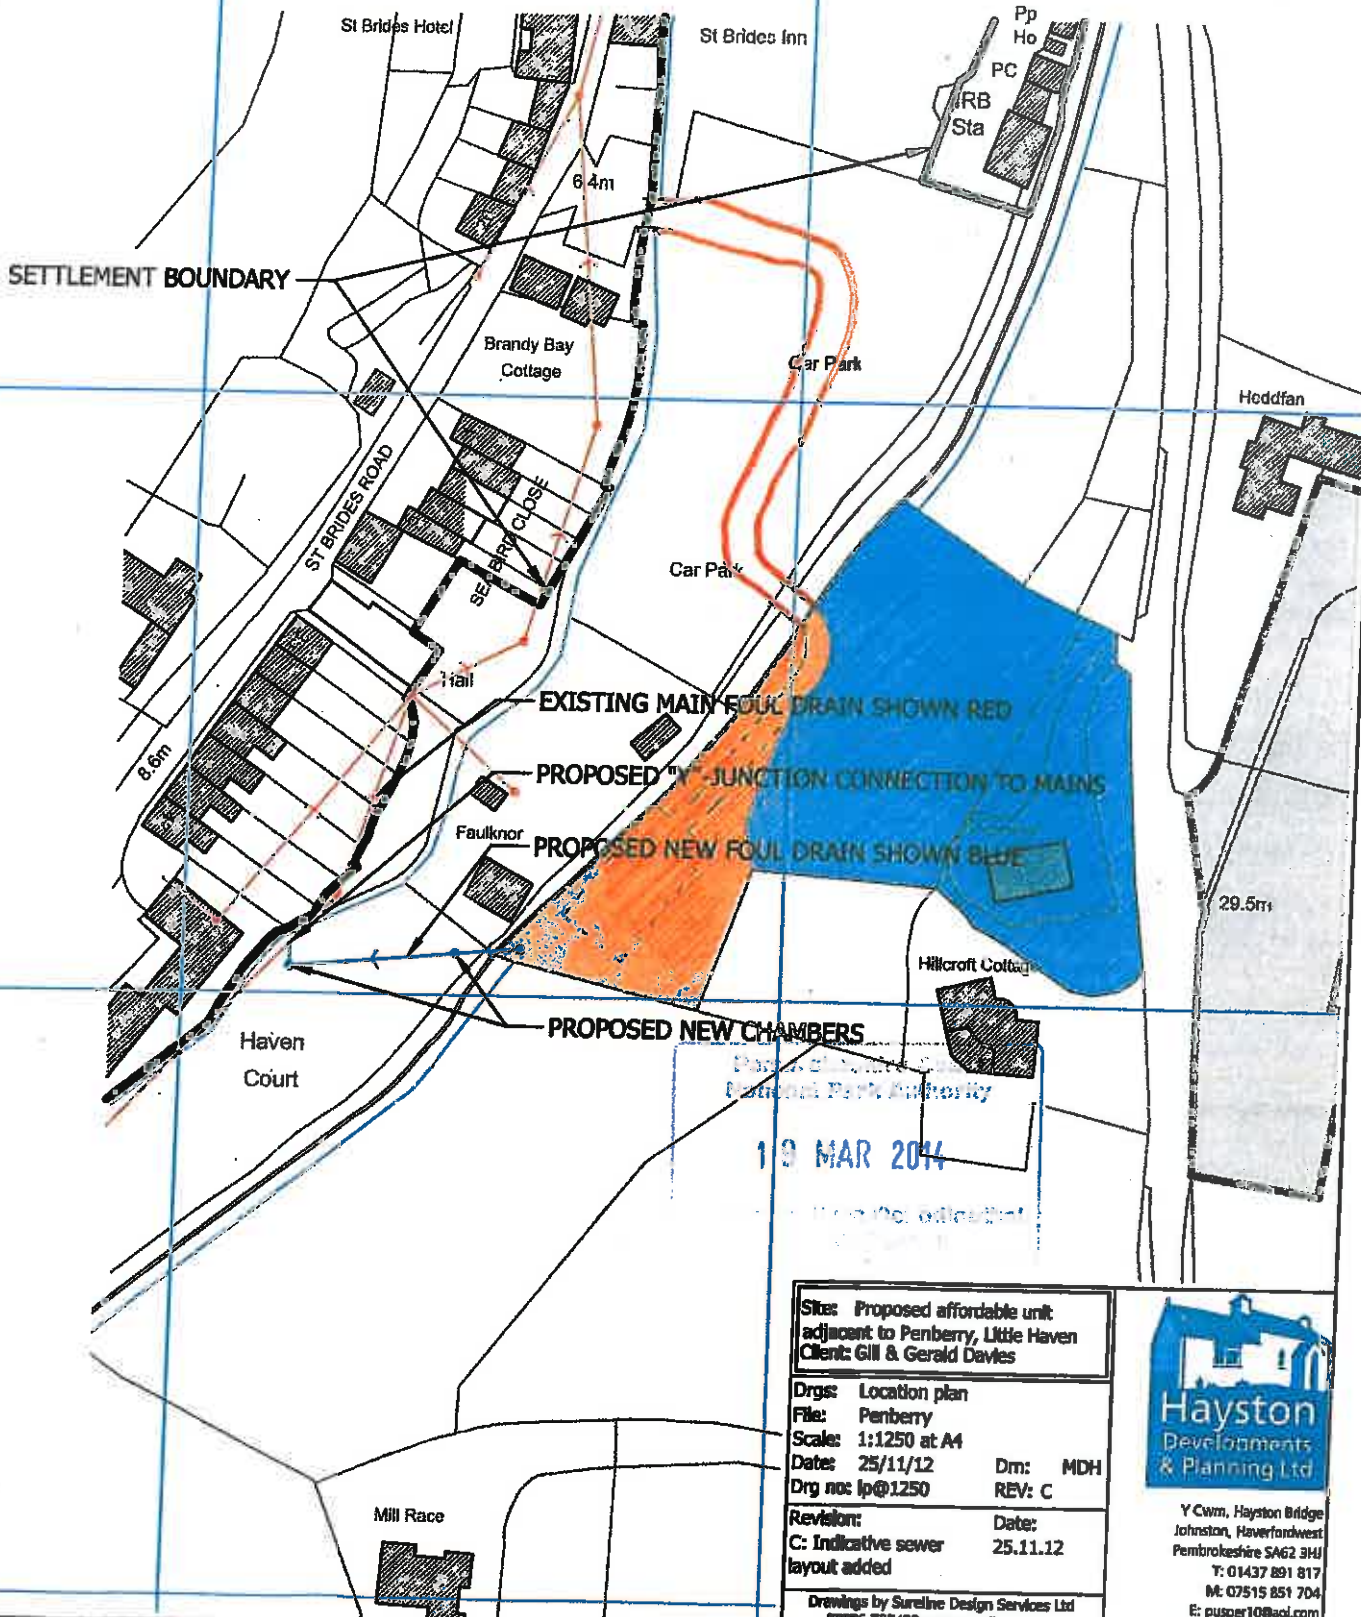 St Brides Hotel
St Brides Inn
Pp
Ho
PC
IRB
Sta
6.4m
SETTLEMENT BOUNDARY
Brandy Bay
Cottage
Car Park
Heddfan
ST BRIDES ROAD
CLOSE
Car Park
Hall
EXISTING MAIN FOUL DRAIN SHOWN RED
8.6m
PROPOSED "Y"-JUNCTION CONNECTION TO MAINS
Faulknor
PROPOSED NEW FOUL DRAIN SHOWN BLUE
29.5m
Hillcroft Cottage
PROPOSED NEW CHAMBERS
Haven
Court
National Park Authority
19 MAR 2014
Site: Proposed affordable unit
adjacent to Penberry, Little Haven
Client: Gill & Gerald Davies
Drgs: Location plan
File: Penberry
Scale: 1:1250 at A4
Date: 25/11/12 Drn: MDH
Drg no: lp@1250 REV: C
Revision: Date:
C: Indicative sewer 25.11.12
layout added
Drawings by Sureline Design Services Ltd
Hayston
Developments
& Planning Ltd
Y Cwm, Hayston Bridge
Johnston, Haverfordwest
Pembrokeshire SA62 3HJ
T: 01437 891 817
M: 07515 851 704
E: pusper10@aol.com
Mill Race